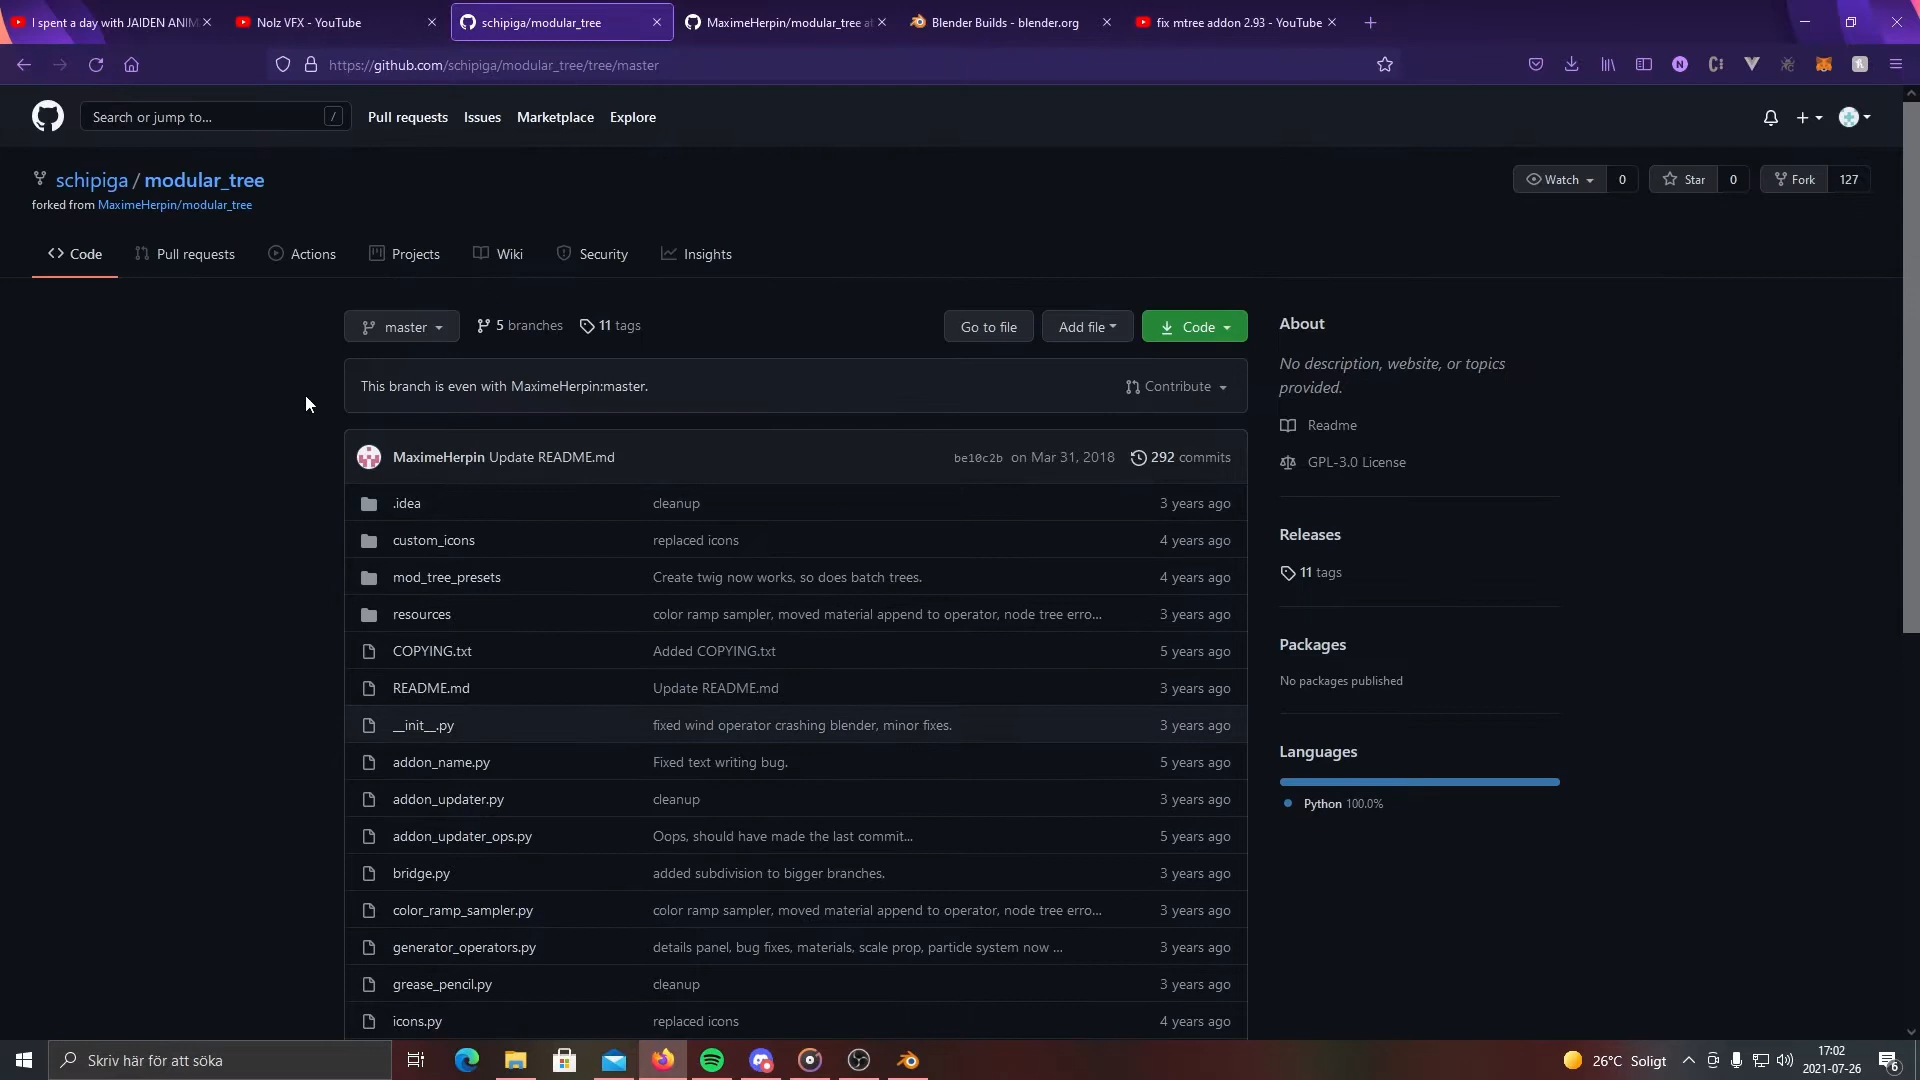 I spent a day with JAIDEN ANIM
Nolz VFX - YouTube
schipiga/modular_tree
MaximeHerpin/modular_tree at
Blender Builds - blender.org
fix mtree addon 2.93 - YouTube
https://github.com/schipiga/modular_tree/tree/master
Search or jump to...
/
Pull requests
Issues
Marketplace
Explore
schipiga / modular_tree
Watch 0
Star 0
Fork 127
forked from MaximeHerpin/modular_tree
Code
Pull requests
Actions
Projects
Wiki
Security
Insights
master
5 branches
11 tags
Go to file
Add file
Code
About
No description, website, or topics
provided.
This branch is even with MaximeHerpin:master.
Contribute
Readme
GPL-3.0 License
MaximeHerpin Update README.md
be10c2b on Mar 31, 2018
292 commits
.idea cleanup 3 years ago
custom_icons replaced icons 4 years ago
mod_tree_presets Create twig now works, so does batch trees. 4 years ago
resources color ramp sampler, moved material append to operator, node tree erro... 3 years ago
COPYING.txt Added COPYING.txt 5 years ago
README.md Update README.md 3 years ago
__init__.py fixed wind operator crashing blender, minor fixes. 3 years ago
addon_name.py Fixed text writing bug. 5 years ago
addon_updater.py cleanup 3 years ago
addon_updater_ops.py Oops, should have made the last commit... 5 years ago
bridge.py added subdivision to bigger branches. 3 years ago
color_ramp_sampler.py color ramp sampler, moved material append to operator, node tree erro... 3 years ago
generator_operators.py details panel, bug fixes, materials, scale prop, particle system now ... 3 years ago
grease_pencil.py cleanup 3 years ago
icons.py replaced icons 4 years ago
Releases
11 tags
Packages
No packages published
Languages
Python 100.0%
Skriv här för att söka
26°C Soligt
17:02
2021-07-26
6